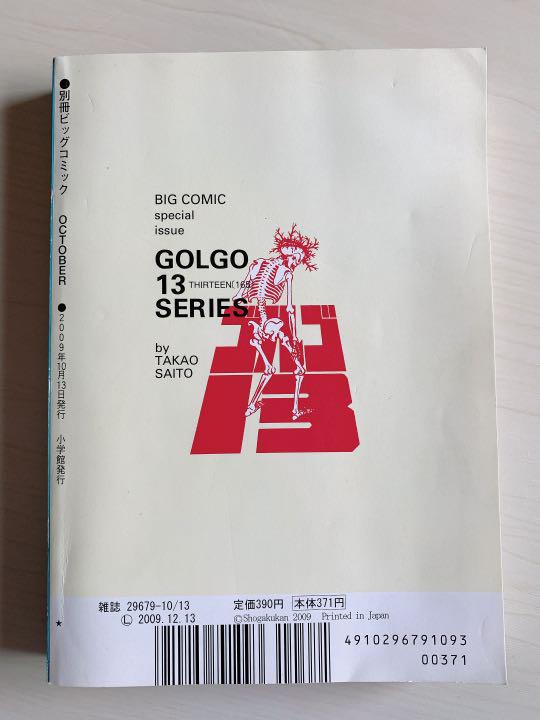 ●別冊ビッグコミック OCTOBER ●2009年10月13日発行 小学館発行 ★
BIG COMIC
special
issue
GOLGO
13 THIRTEEN(165)
SERIES
by
TAKAO
SAITO
ゴルゴ
13
雑誌 29679-10/13 定価390円 本体371円
Ⓛ 2009.12.13 ©Shogakukan 2009 Printed in Japan
4910296791093
00371